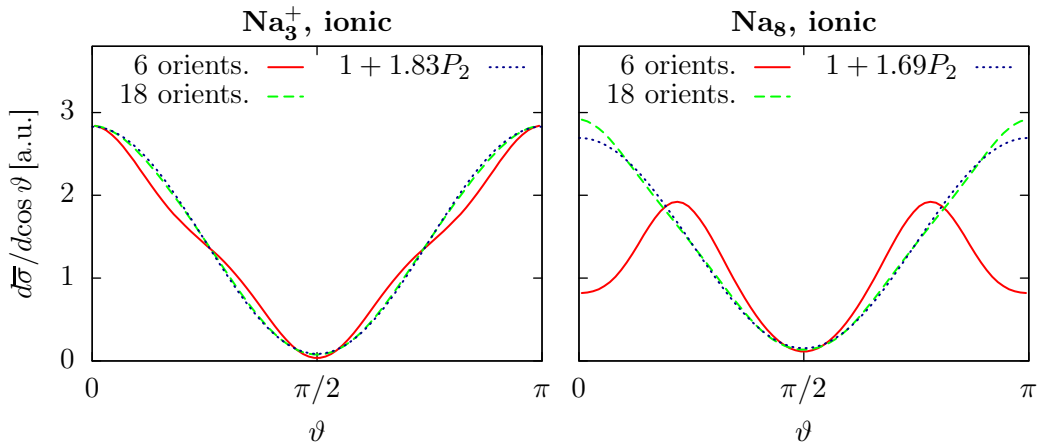 Na₃⁺, ionic
Na₈, ionic
6 orients.
18 orients.
1 + 1.83P₂
6 orients.
18 orients.
1 + 1.69P₂
dσ̿/dcos ϑ [a.u.]
3
2
1
0
0
π/2
π
0
π/2
π
ϑ
ϑ